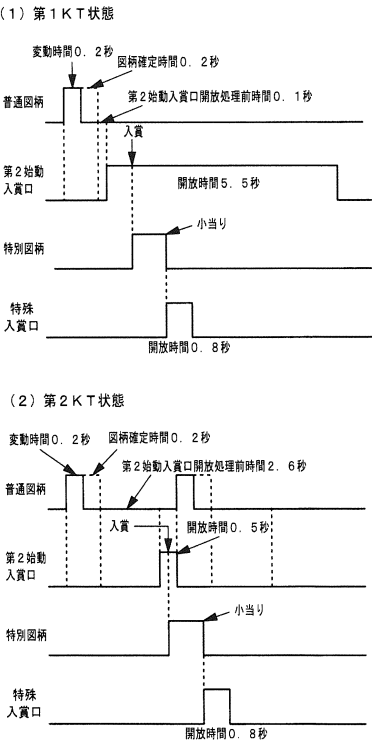 （１）第１ＫＴ状態
変動時間０．２秒
図柄確定時間０．２秒
普通図柄
第２始動入賞口開放処理前時間０．１秒
入賞
第２始動
入賞口
開放時間５．５秒
特別図柄
小当り
特殊
入賞口
開放時間０．８秒
（２）第２ＫＴ状態
変動時間０．２秒
図柄確定時間０．２秒
第２始動入賞口開放処理前時間２．６秒
普通図柄
入賞
開放時間０．５秒
第２始動
入賞口
小当り
特別図柄
特殊
入賞口
開放時間０．８秒